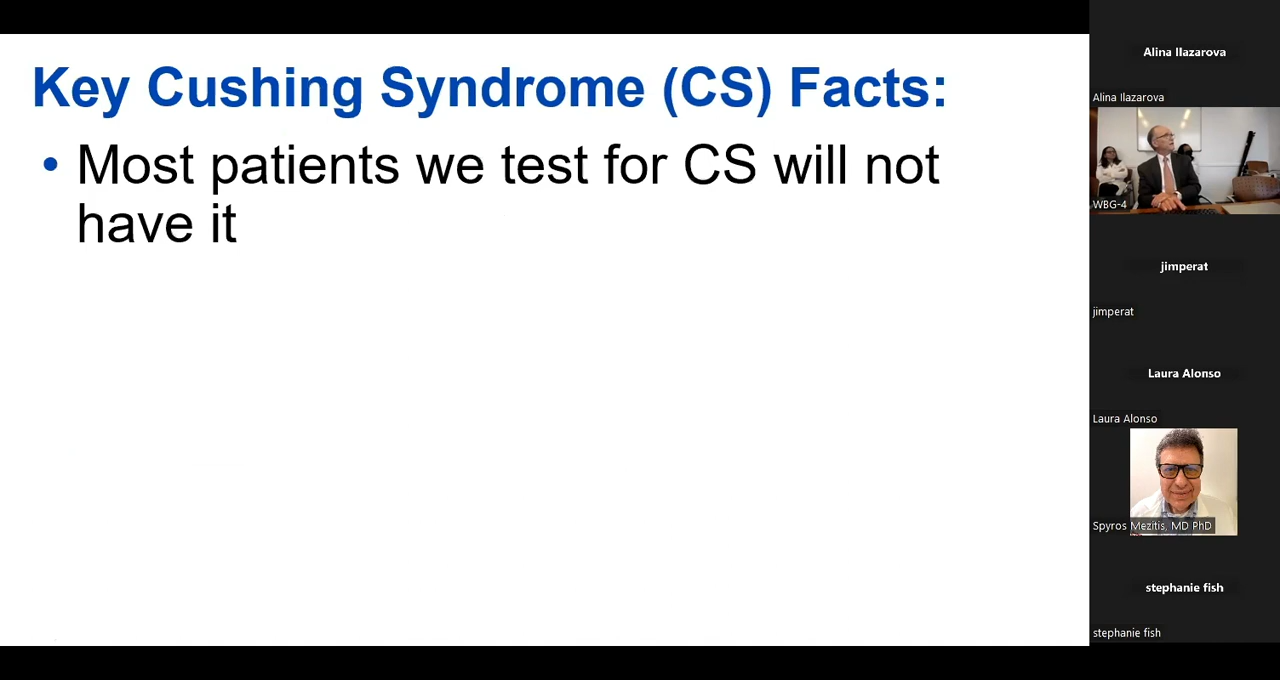 Key Cushing Syndrome (CS) Facts:
• Most patients we test for CS will not
have it
Alina Ilazarova
Alina Ilazarova
WBG-4
jimperat
jimperat
Laura Alonso
Laura Alonso
Spyros Mezitis, MD PhD
stephanie fish
stephanie fish